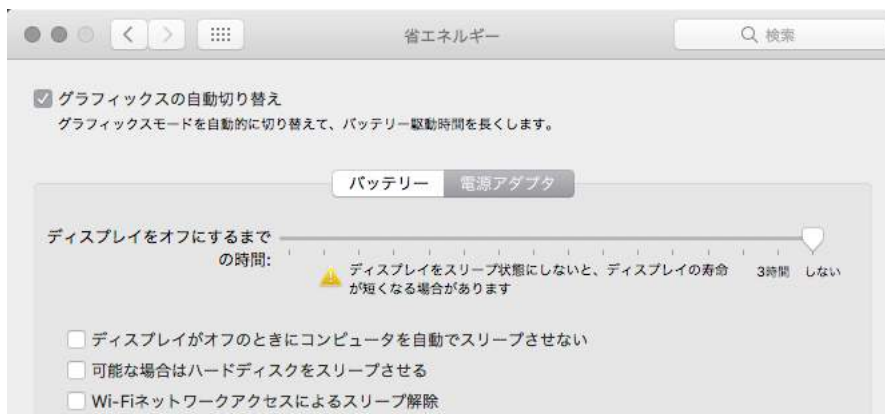 省エネルギー
検索
グラフィックスの自動切り替え
グラフィックスモードを自動的に切り替えて、バッテリー駆動時間を長くします。
バッテリー 電源アダプタ
ディスプレイをオフにするまで
の時間:
ディスプレイをスリープ状態にしないと、ディスプレイの寿命
が短くなる場合があります
3時間 しない
ディスプレイがオフのときにコンピュータを自動でスリープさせない
可能な場合はハードディスクをスリープさせる
Wi-Fiネットワークアクセスによるスリープ解除